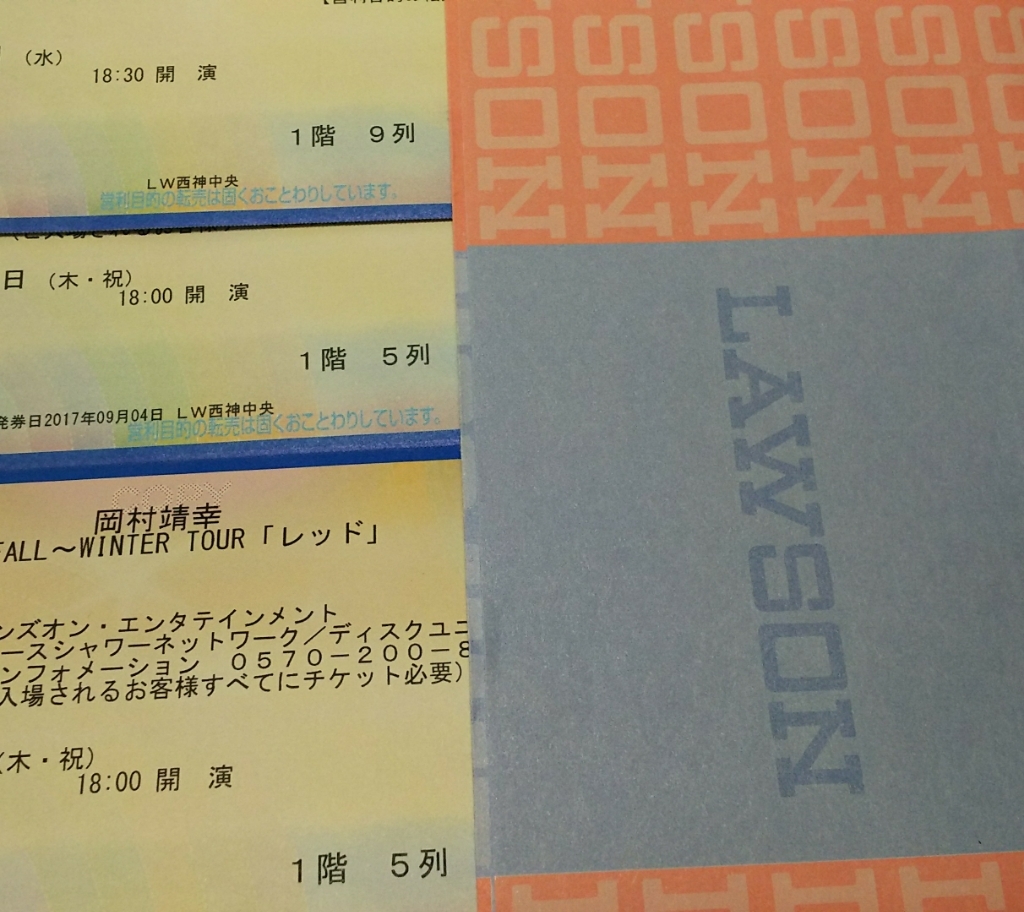 （水）
18:30 開 演
1階 9列
LW西神中央
営利目的の転売は固くおことわりしています。
日（木・祝）
18:00 開 演
1階 5列
発券日2017年09月04日 LW西神中央
営利目的の転売は固くおことわりしています。
COPY
岡村靖幸
FALL～WINTER TOUR「レッド」
ンズオン・エンタテインメント
ースシャワーネットワーク／ディスクユニ
ンフォメーション 0570－200－8
入場されるお客様すべてにチケット必要）
（木・祝）
18:00 開 演
1階 5列
SON
SON
SON
SON
SON
LAWSON